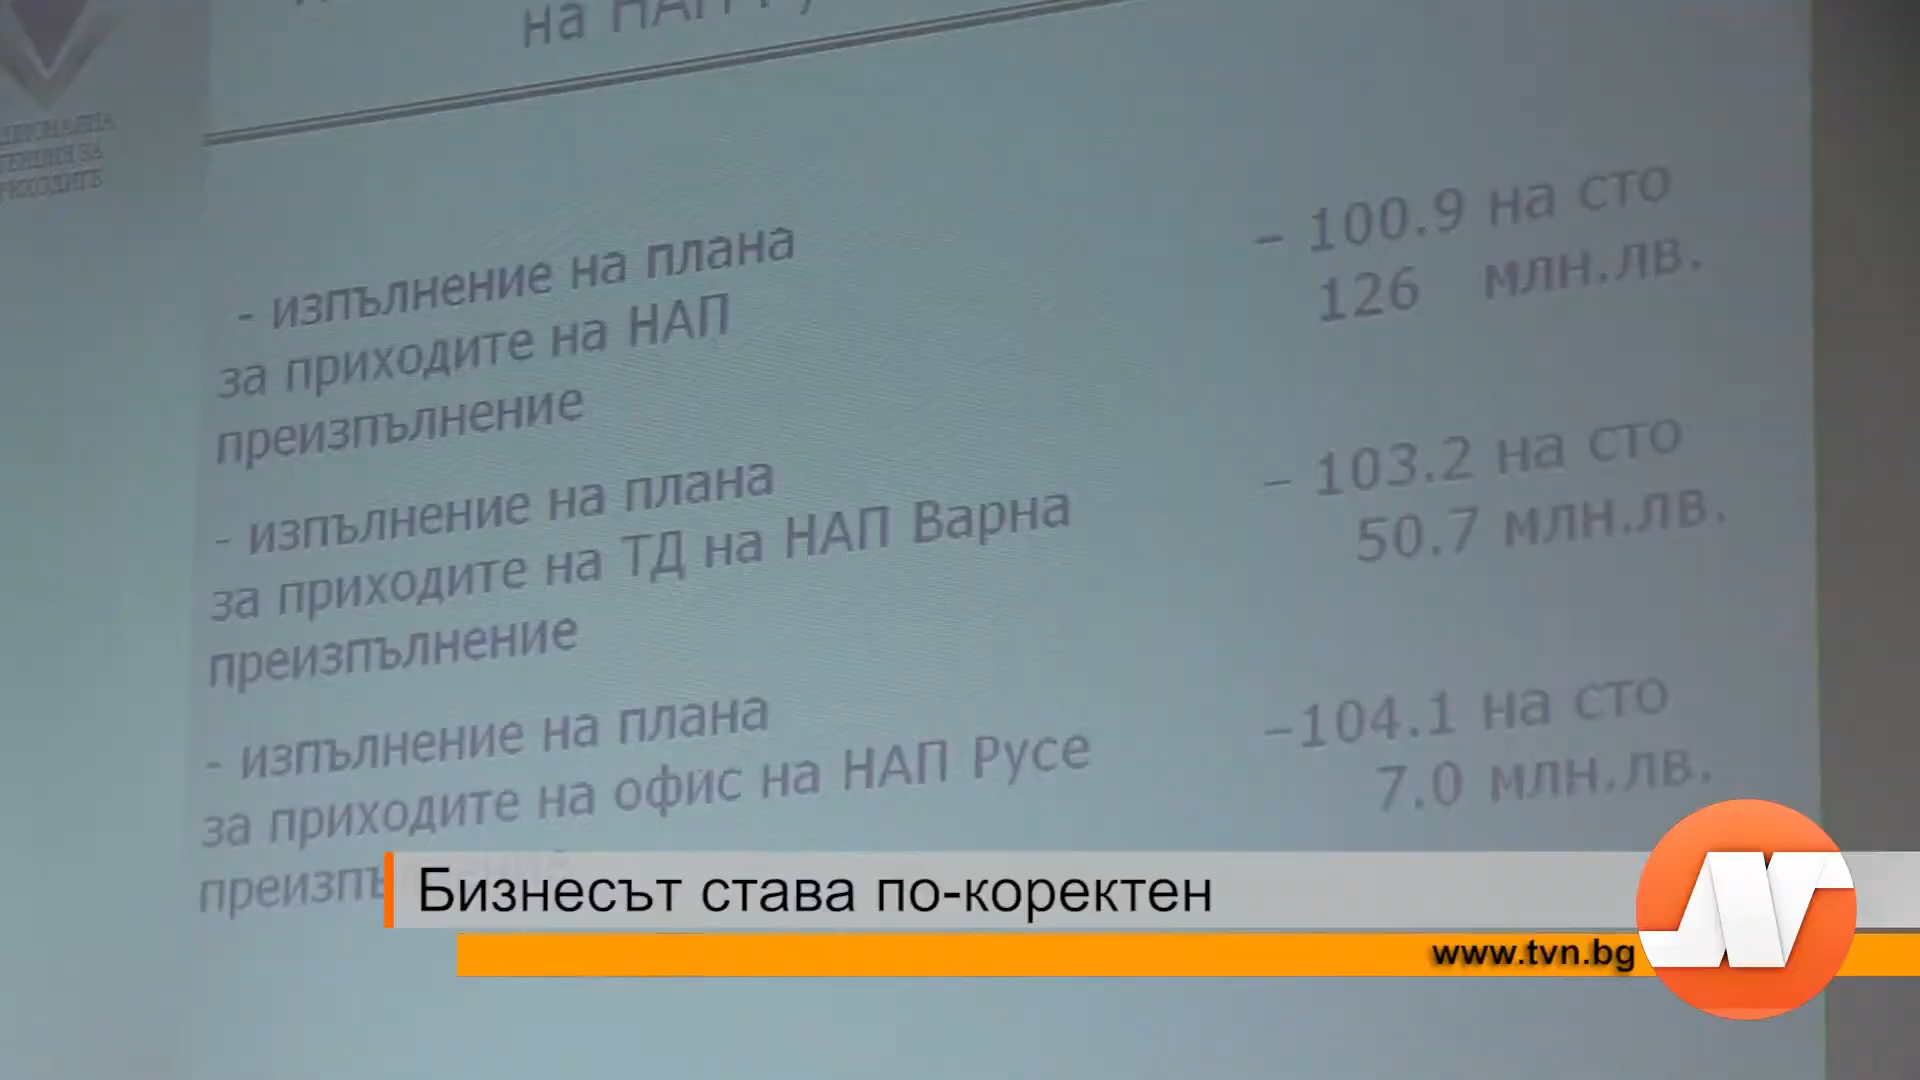 на НАП
- изпълнение на плана – 100.9 на сто
за приходите на НАП 126 млн.лв.
преизпълнение
- изпълнение на плана – 103.2 на сто
за приходите на ТД на НАП Варна 50.7 млн.лв.
преизпълнение
- изпълнение на плана –104.1 на сто
за приходите на офис на НАП Русе 7.0 млн.лв.
Бизнесът става по-коректен
www.tvn.bg